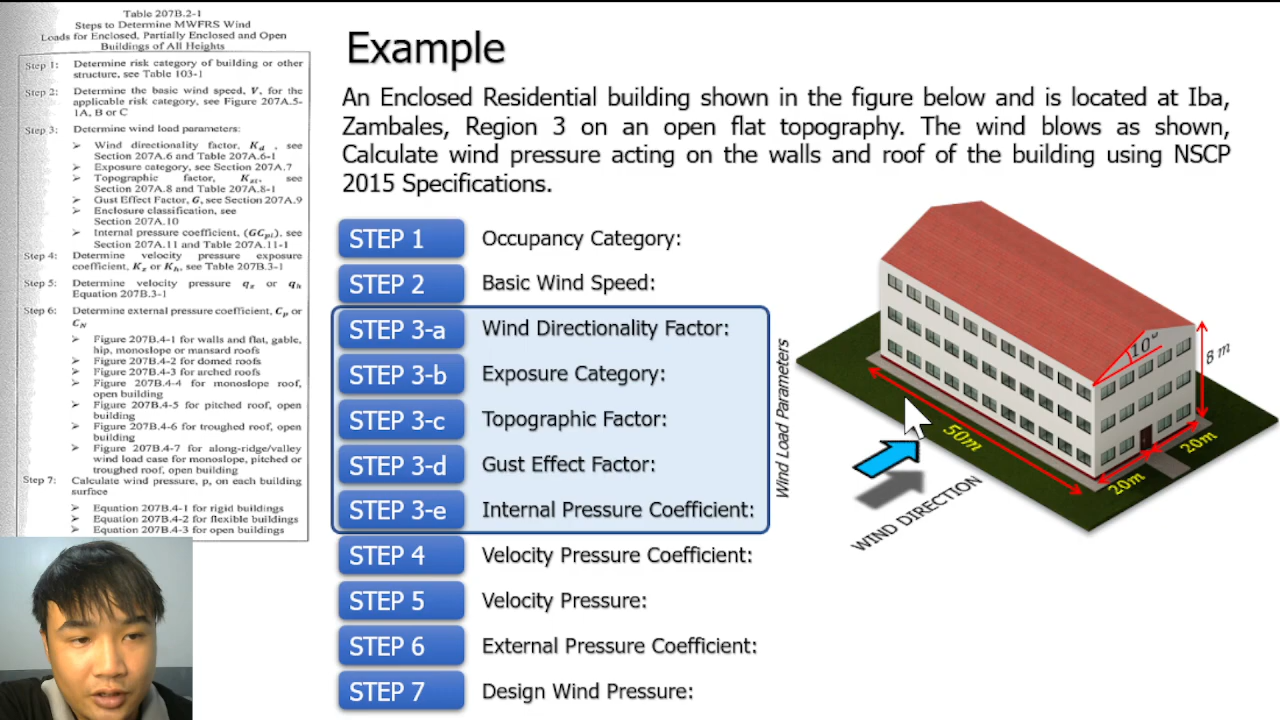 Table 207B.2-1
Steps to Determine MWFRS Wind
Loads for Enclosed, Partially Enclosed and Open
Buildings of All Heights
Step 1: Determine risk category of building or other
structure, see Table 103-1
Step 2: Determine the basic wind speed, V, for the
applicable risk category, see Figure 207A.5-
1A, B or C
Step 3: Determine wind load parameters:
➢ Wind directionality factor, Kd , see
Section 207A.6 and Table 207A.6-1
➢ Exposure category, see Section 207A.7
➢ Topographic factor, Kzt, see
Section 207A.8 and Table 207A.8-1
➢ Gust Effect Factor, G, see Section 207A.9
➢ Enclosure classification, see
Section 207A.10
➢ Internal pressure coefficient, (GCpi), see
Section 207A.11 and Table 207A.11-1
Step 4: Determine velocity pressure exposure
coefficient, Kz or Kh, see Table 207B.3-1
Step 5: Determine velocity pressure qz or qh
Equation 207B.3-1
Step 6: Determine external pressure coefficient, Cp or
CN
➢ Figure 207B.4-1 for walls and flat, gable,
hip, monoslope or mansard roofs
➢ Figure 207B.4-2 for domed roofs
➢ Figure 207B.4-3 for arched roofs
➢ Figure 207B.4-4 for monoslope roof,
open building
➢ Figure 207B.4-5 for pitched roof, open
building
➢ Figure 207B.4-6 for troughed roof, open
building
➢ Figure 207B.4-7 for along-ridge/valley
wind load case for monoslope, pitched or
troughed roof, open building
Step 7: Calculate wind pressure, p, on each building
surface
➢ Equation 207B.4-1 for rigid buildings
➢ Equation 207B.4-2 for flexible buildings
➢ Equation 207B.4-3 for open buildings
Example
An Enclosed Residential building shown in the figure below and is located at Iba,
Zambales, Region 3 on an open flat topography. The wind blows as shown,
Calculate wind pressure acting on the walls and roof of the building using NSCP
2015 Specifications.
STEP 1 Occupancy Category:
STEP 2 Basic Wind Speed:
STEP 3-a Wind Directionality Factor:
STEP 3-b Exposure Category:
STEP 3-c Topographic Factor:
STEP 3-d Gust Effect Factor:
STEP 3-e Internal Pressure Coefficient:
STEP 4 Velocity Pressure Coefficient:
STEP 5 Velocity Pressure:
STEP 6 External Pressure Coefficient:
STEP 7 Design Wind Pressure:
Wind Load Parameters
10°
8 m
50m
20m
20m
WIND DIRECTION